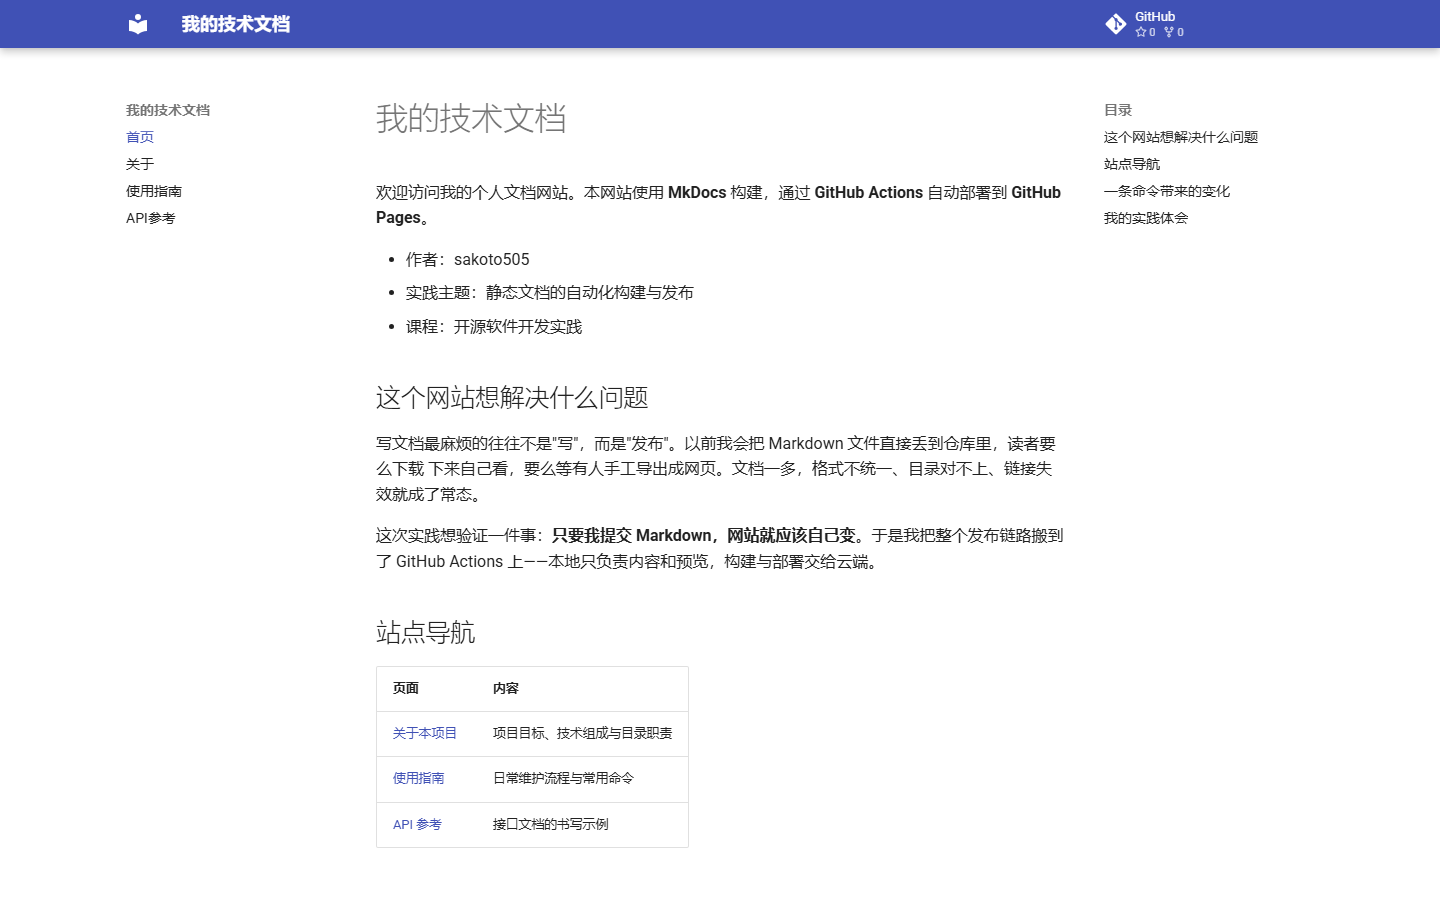 我的技术文档
GitHub
0 0
我的技术文档
首页
关于
使用指南
API参考
我的技术文档
欢迎访问我的个人文档网站。本网站使用 MkDocs 构建，通过 GitHub Actions 自动部署到 GitHub
Pages。
作者：sakoto505
实践主题：静态文档的自动化构建与发布
课程：开源软件开发实践
这个网站想解决什么问题
写文档最麻烦的往往不是"写"，而是"发布"。以前我会把 Markdown 文件直接丢到仓库里，读者要
么下载 下来自己看，要么等有人手工导出成网页。文档一多，格式不统一、目录对不上、链接失
效就成了常态。
这次实践想验证一件事：只要我提交 Markdown，网站就应该自己变。于是我把整个发布链路搬到
了 GitHub Actions 上——本地只负责内容和预览，构建与部署交给云端。
站点导航
页面 内容
关于本项目 项目目标、技术组成与目录职责
使用指南 日常维护流程与常用命令
API 参考 接口文档的书写示例
目录
这个网站想解决什么问题
站点导航
一条命令带来的变化
我的实践体会